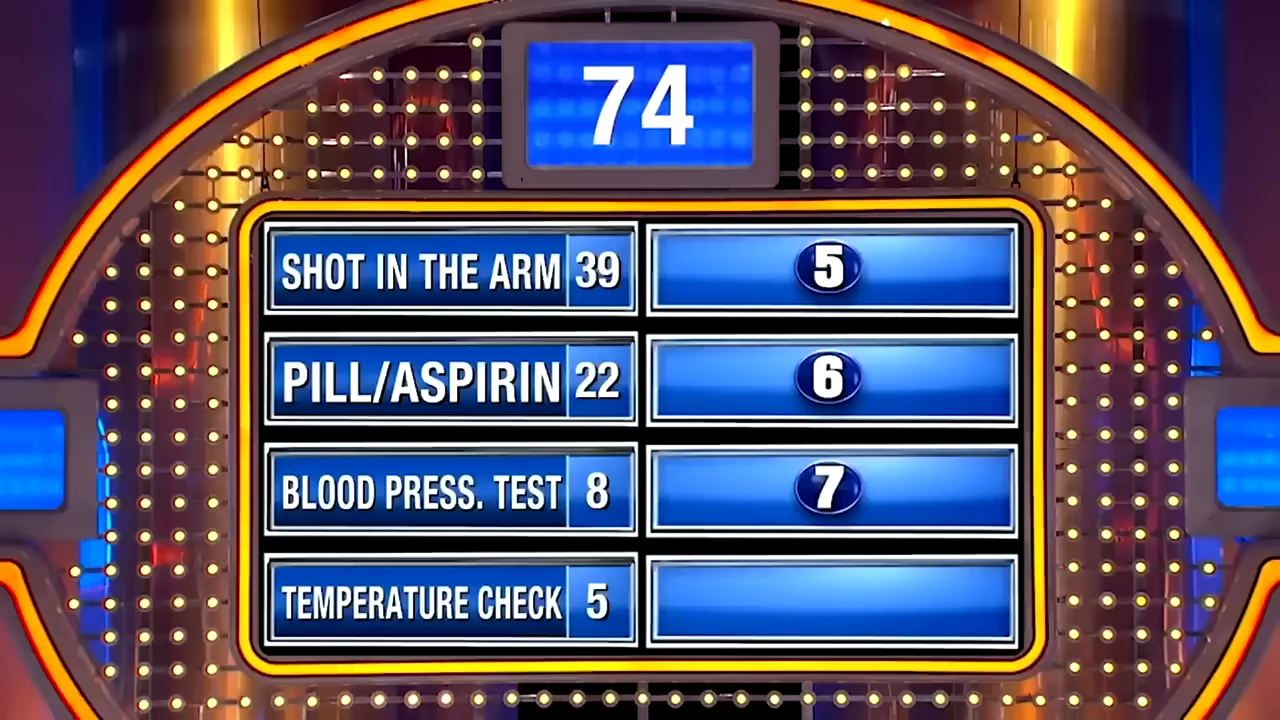 74
SHOT IN THE ARM 39
5
PILL/ASPIRIN 22
6
BLOOD PRESS. TEST 8
7
TEMPERATURE CHECK 5